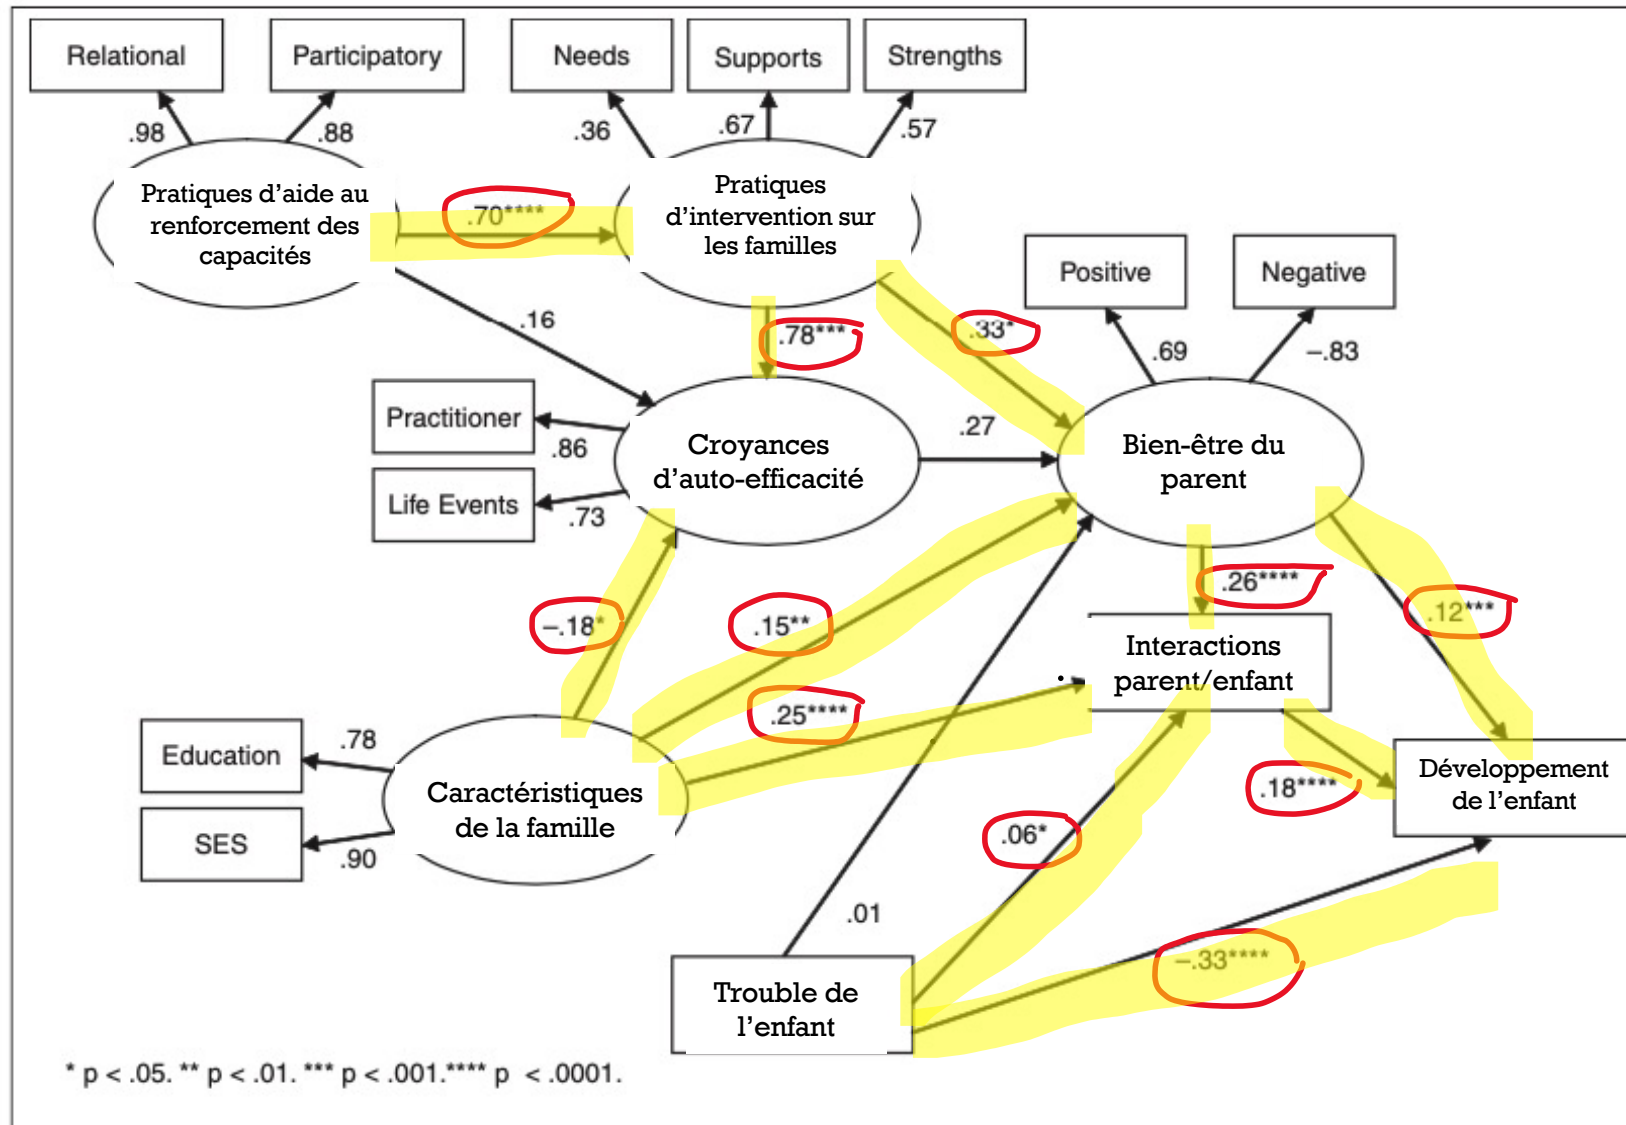 Relational
Participatory
Needs
Supports
Strengths
.98
.88
.36
.67
.57
Pratiques d'aide au
renforcement des
capacités
.70****
Pratiques
d'intervention sur
les familles
Positive
Negative
.16
.78***
.33*
.69
–.83
Practitioner
.86
Life Events
.73
Croyances
d'auto-efficacité
.27
Bien-être du
parent
–.18*
.15**
.26****
.12***
Interactions
parent/enfant
.25****
Education
.78
SES
.90
Caractéristiques
de la famille
.18****
Développement
de l'enfant
.06*
.01
–.33****
Trouble de
l'enfant
* p < .05. ** p < .01. *** p < .001.**** p < .0001.